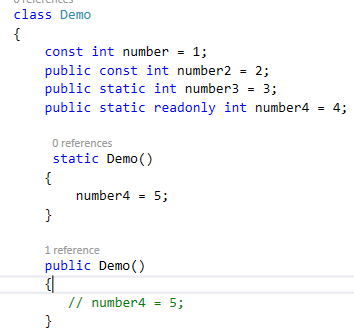 0 references
class Demo
{
const int number = 1;
public const int number2 = 2;
public static int number3 = 3;
public static readonly int number4 = 4;
0 references
static Demo()
{
number4 = 5;
}
1 reference
public Demo()
{
// number4 = 5;
}